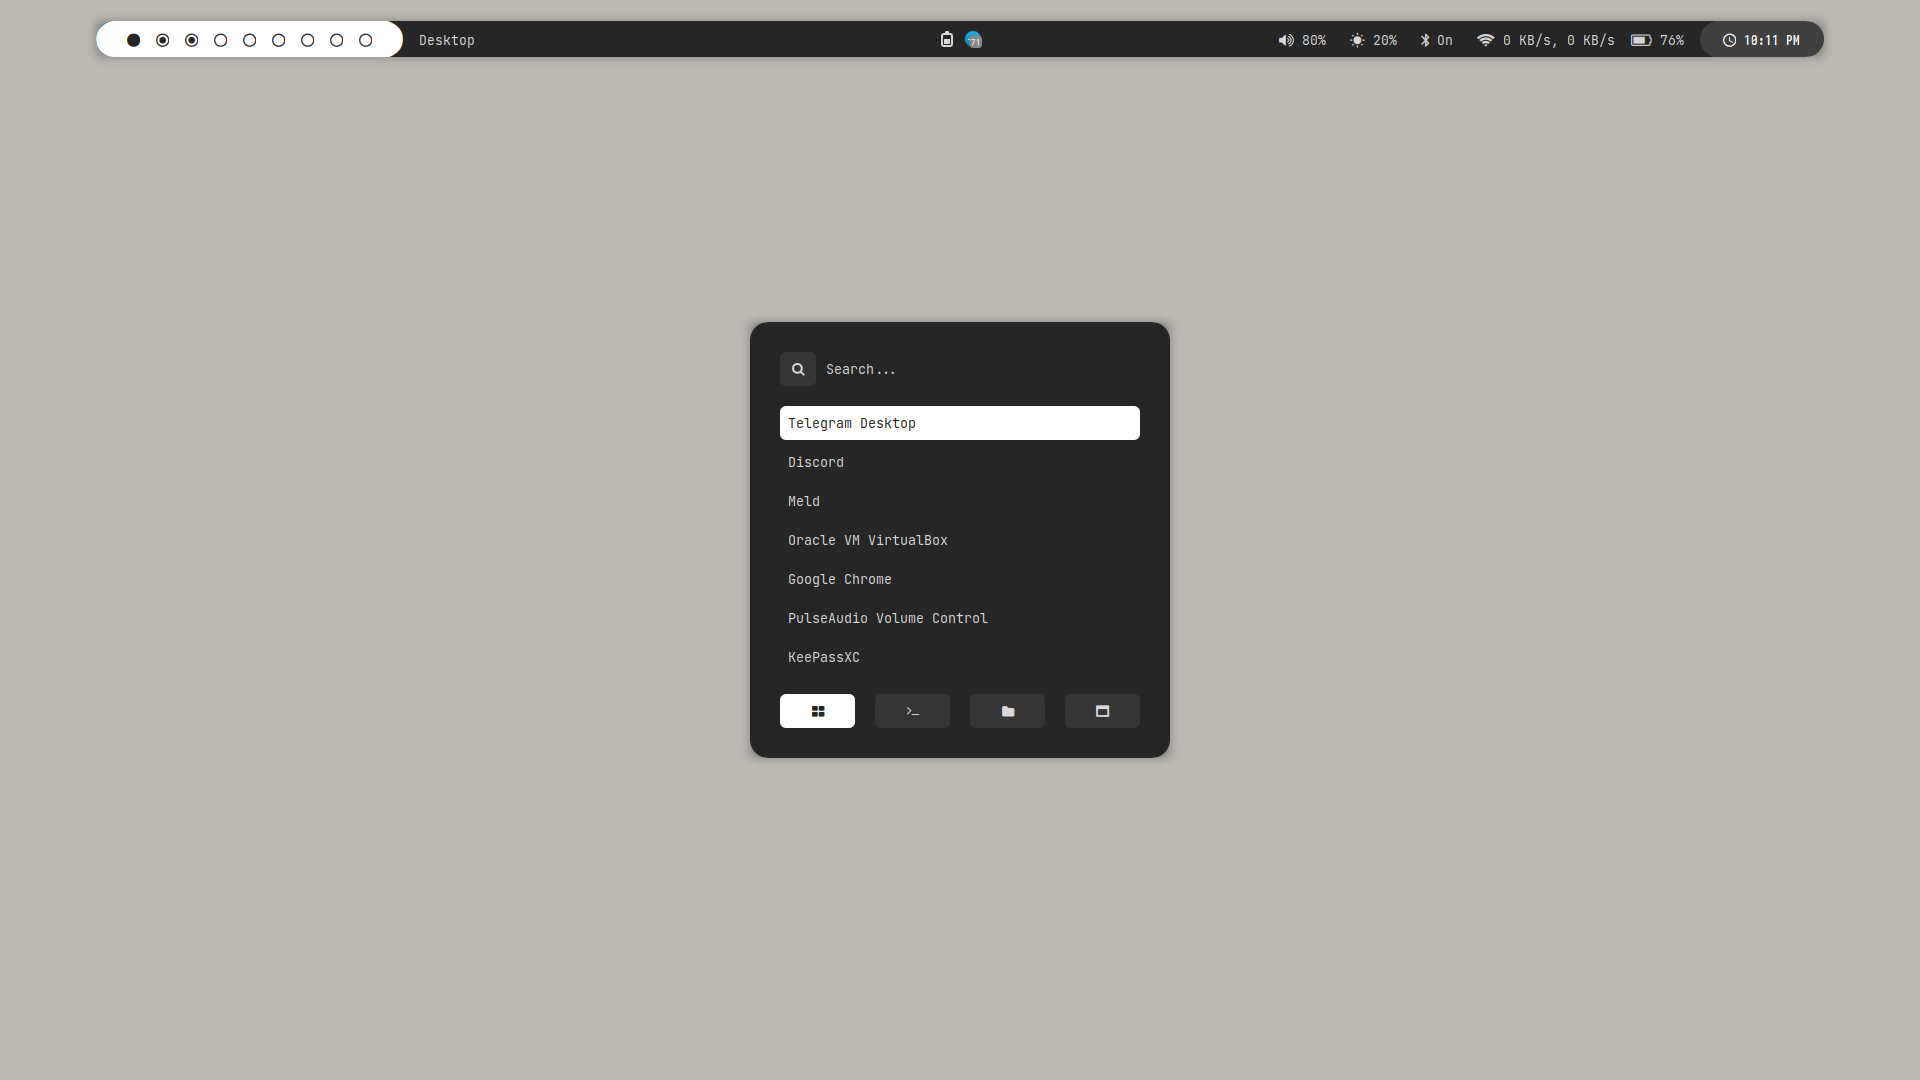 Desktop
71
80%
20%
On
0 KB/s, 0 KB/s
76%
10:11 PM
Search...
Telegram Desktop
Discord
Meld
Oracle VM VirtualBox
Google Chrome
PulseAudio Volume Control
KeePassXC